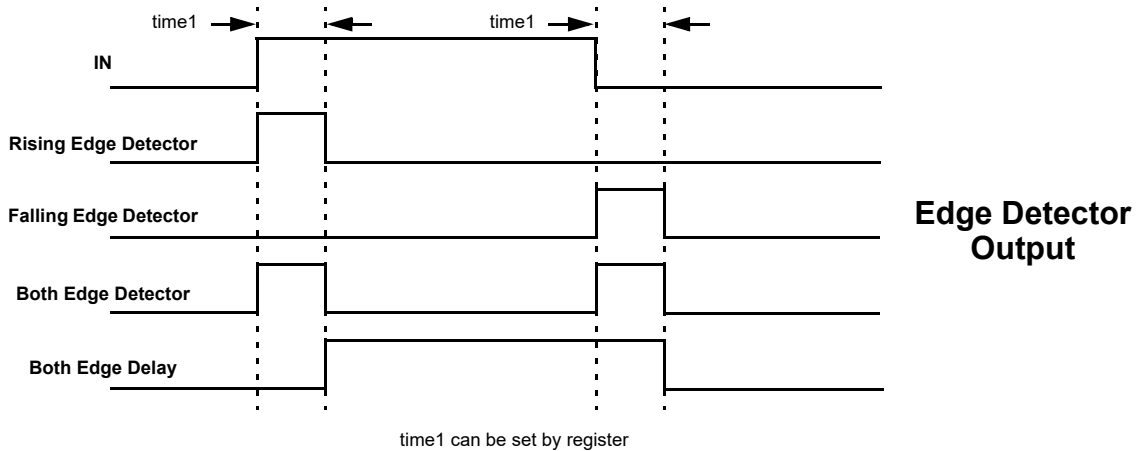 time1
time1
IN
Rising Edge Detector
Falling Edge Detector
Edge Detector
Output
Both Edge Detector
Both Edge Delay
time1 can be set by register